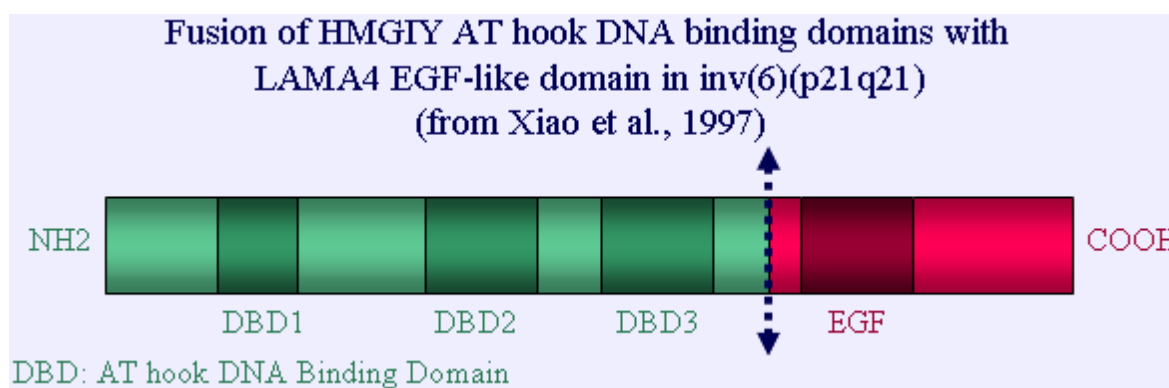 Fusion of HMGIY AT hook DNA binding domains with
LAMA4 EGF-like domain in inv(6)(p21q21)
(from Xiao et al., 1997)
NH2
COOH
DBD1
DBD2
DBD3
EGF
DBD: AT hook DNA Binding Domain